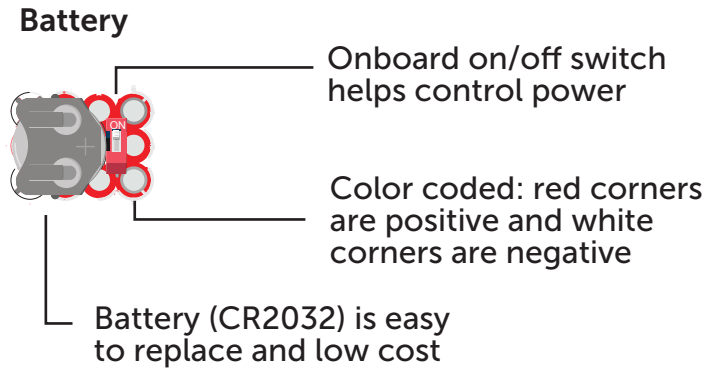 Battery
Onboard on/off switch
helps control power
ON
Color coded: red corners
are positive and white
corners are negative
Battery (CR2032) is easy
to replace and low cost